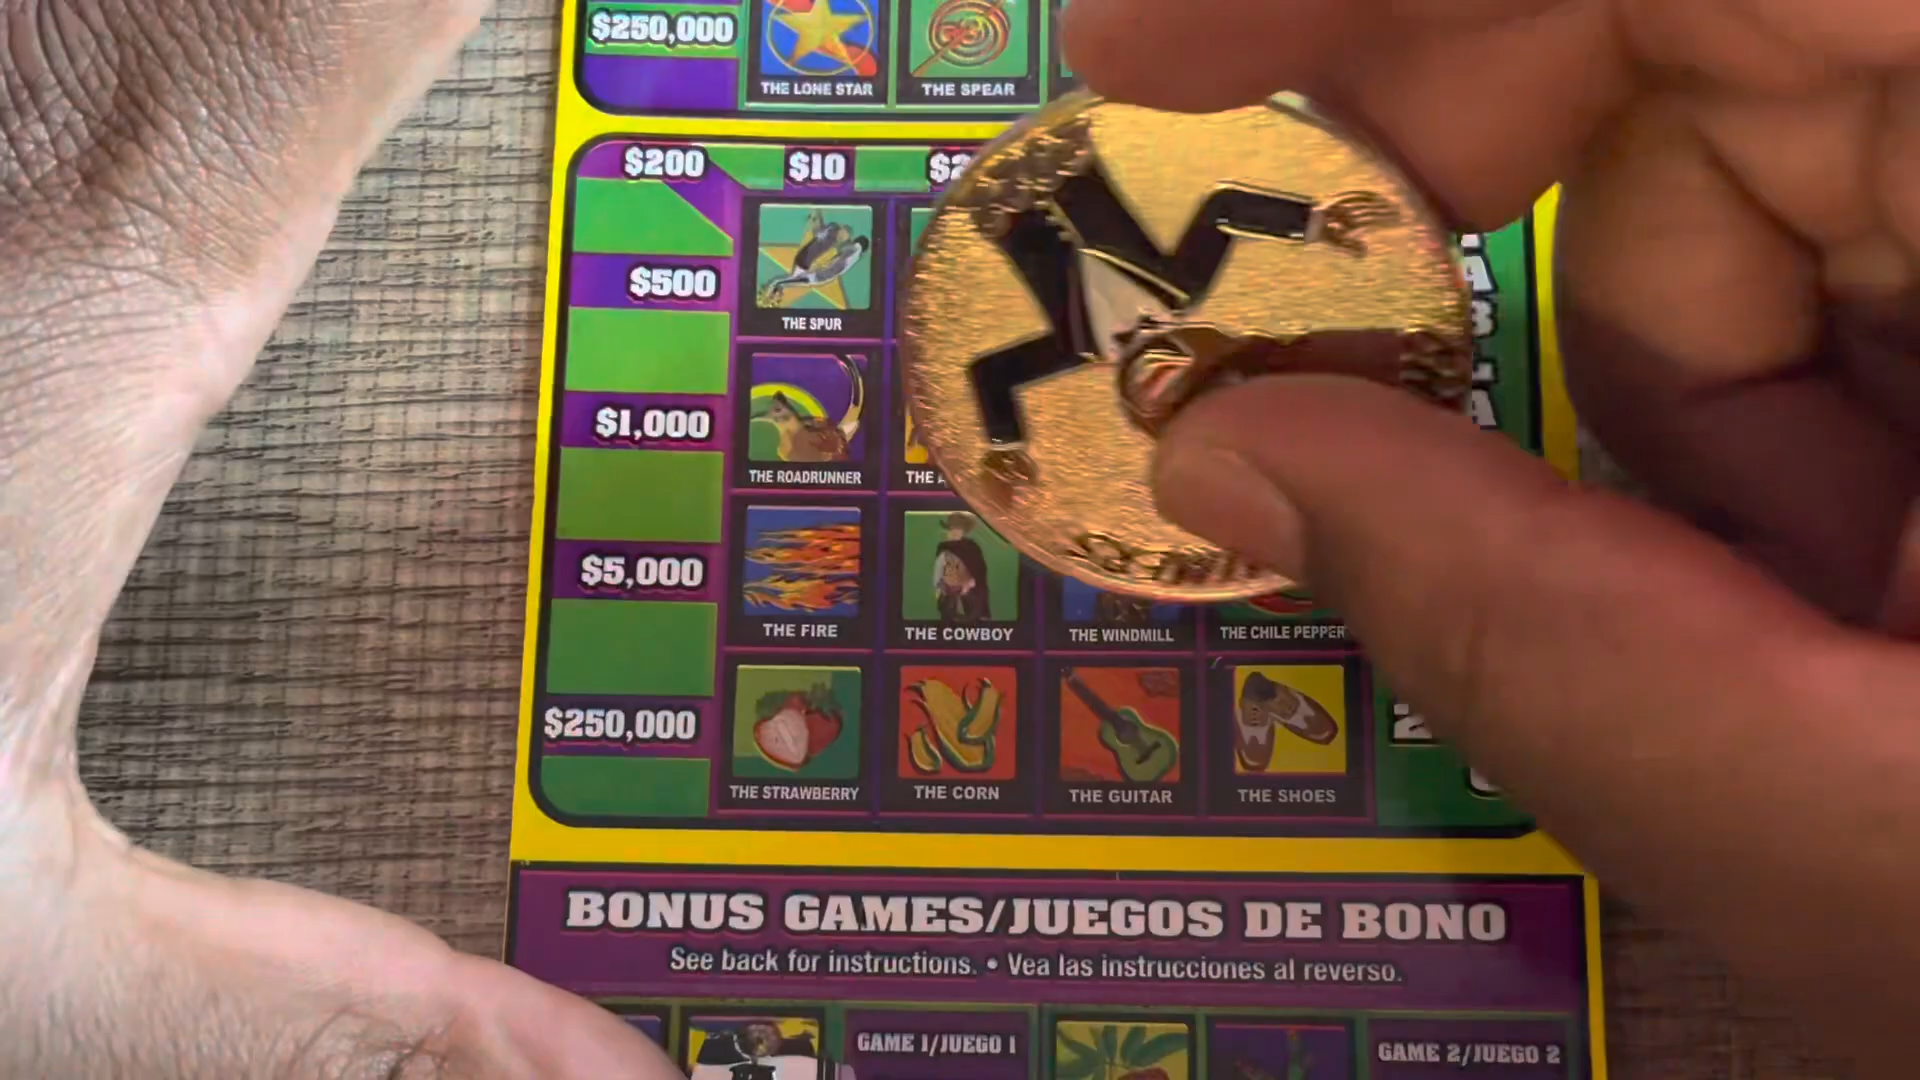 $250,000
THE LONE STAR
THE SPEAR
$200
$10
$500
THE SPUR
$1,000
THE ROADRUNNER
THE
$5,000
THE FIRE
THE COWBOY
THE WINDMILL
THE CHILE PEPPER
$250,000
THE STRAWBERRY
THE CORN
THE GUITAR
THE SHOES
BONUS GAMES/JUEGOS DE BONO
See back for instructions. • Vea las instrucciones al reverso.
GAME 1/JUEGO 1
GAME 2/JUEGO 2